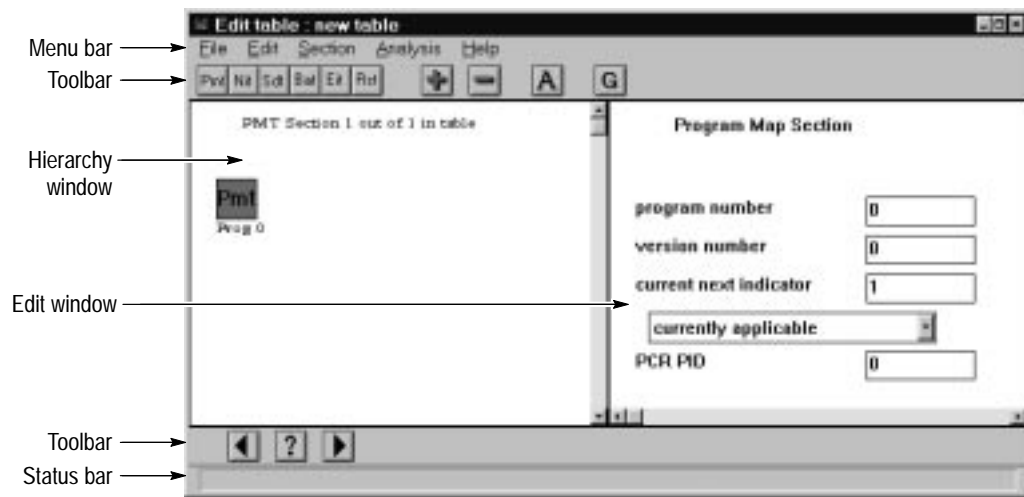 Edit table : new table
Menu bar
File Edit Section Analysis Help
Toolbar
Pmt Nit Sdt Bat Eit Rst A G
PMT Section 1 out of 1 in table
Program Map Section
Hierarchy
window
Pmt
Prog 0
program number 0
version number 0
current next indicator 1
Edit window
currently applicable
PCR PID 0
Toolbar
?
Status bar